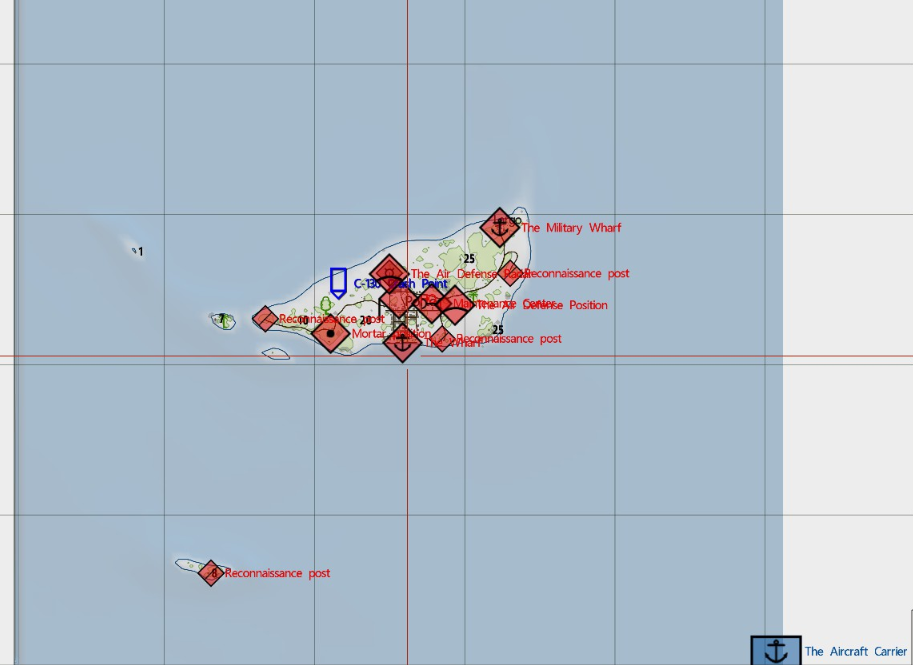 The Military Wharf
1
25
The Air Defense Radar
Reconnaissance post
C-130 Crash Point
Maintenance Center
The Air Defense Position
7
Reconnaissance post
10
20
25
Mortar Position
The Wharf
Reconnaissance post
8
Reconnaissance post
The Aircraft Carrier